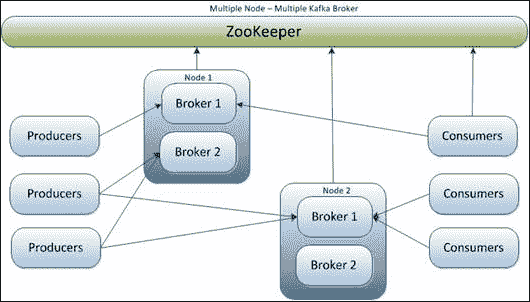 Multiple Node – Multiple Kafka Broker
ZooKeeper
Node 1
Broker 1
Producers
Consumers
Broker 2
Node 2
Producers
Consumers
Broker 1
Producers
Consumers
Broker 2